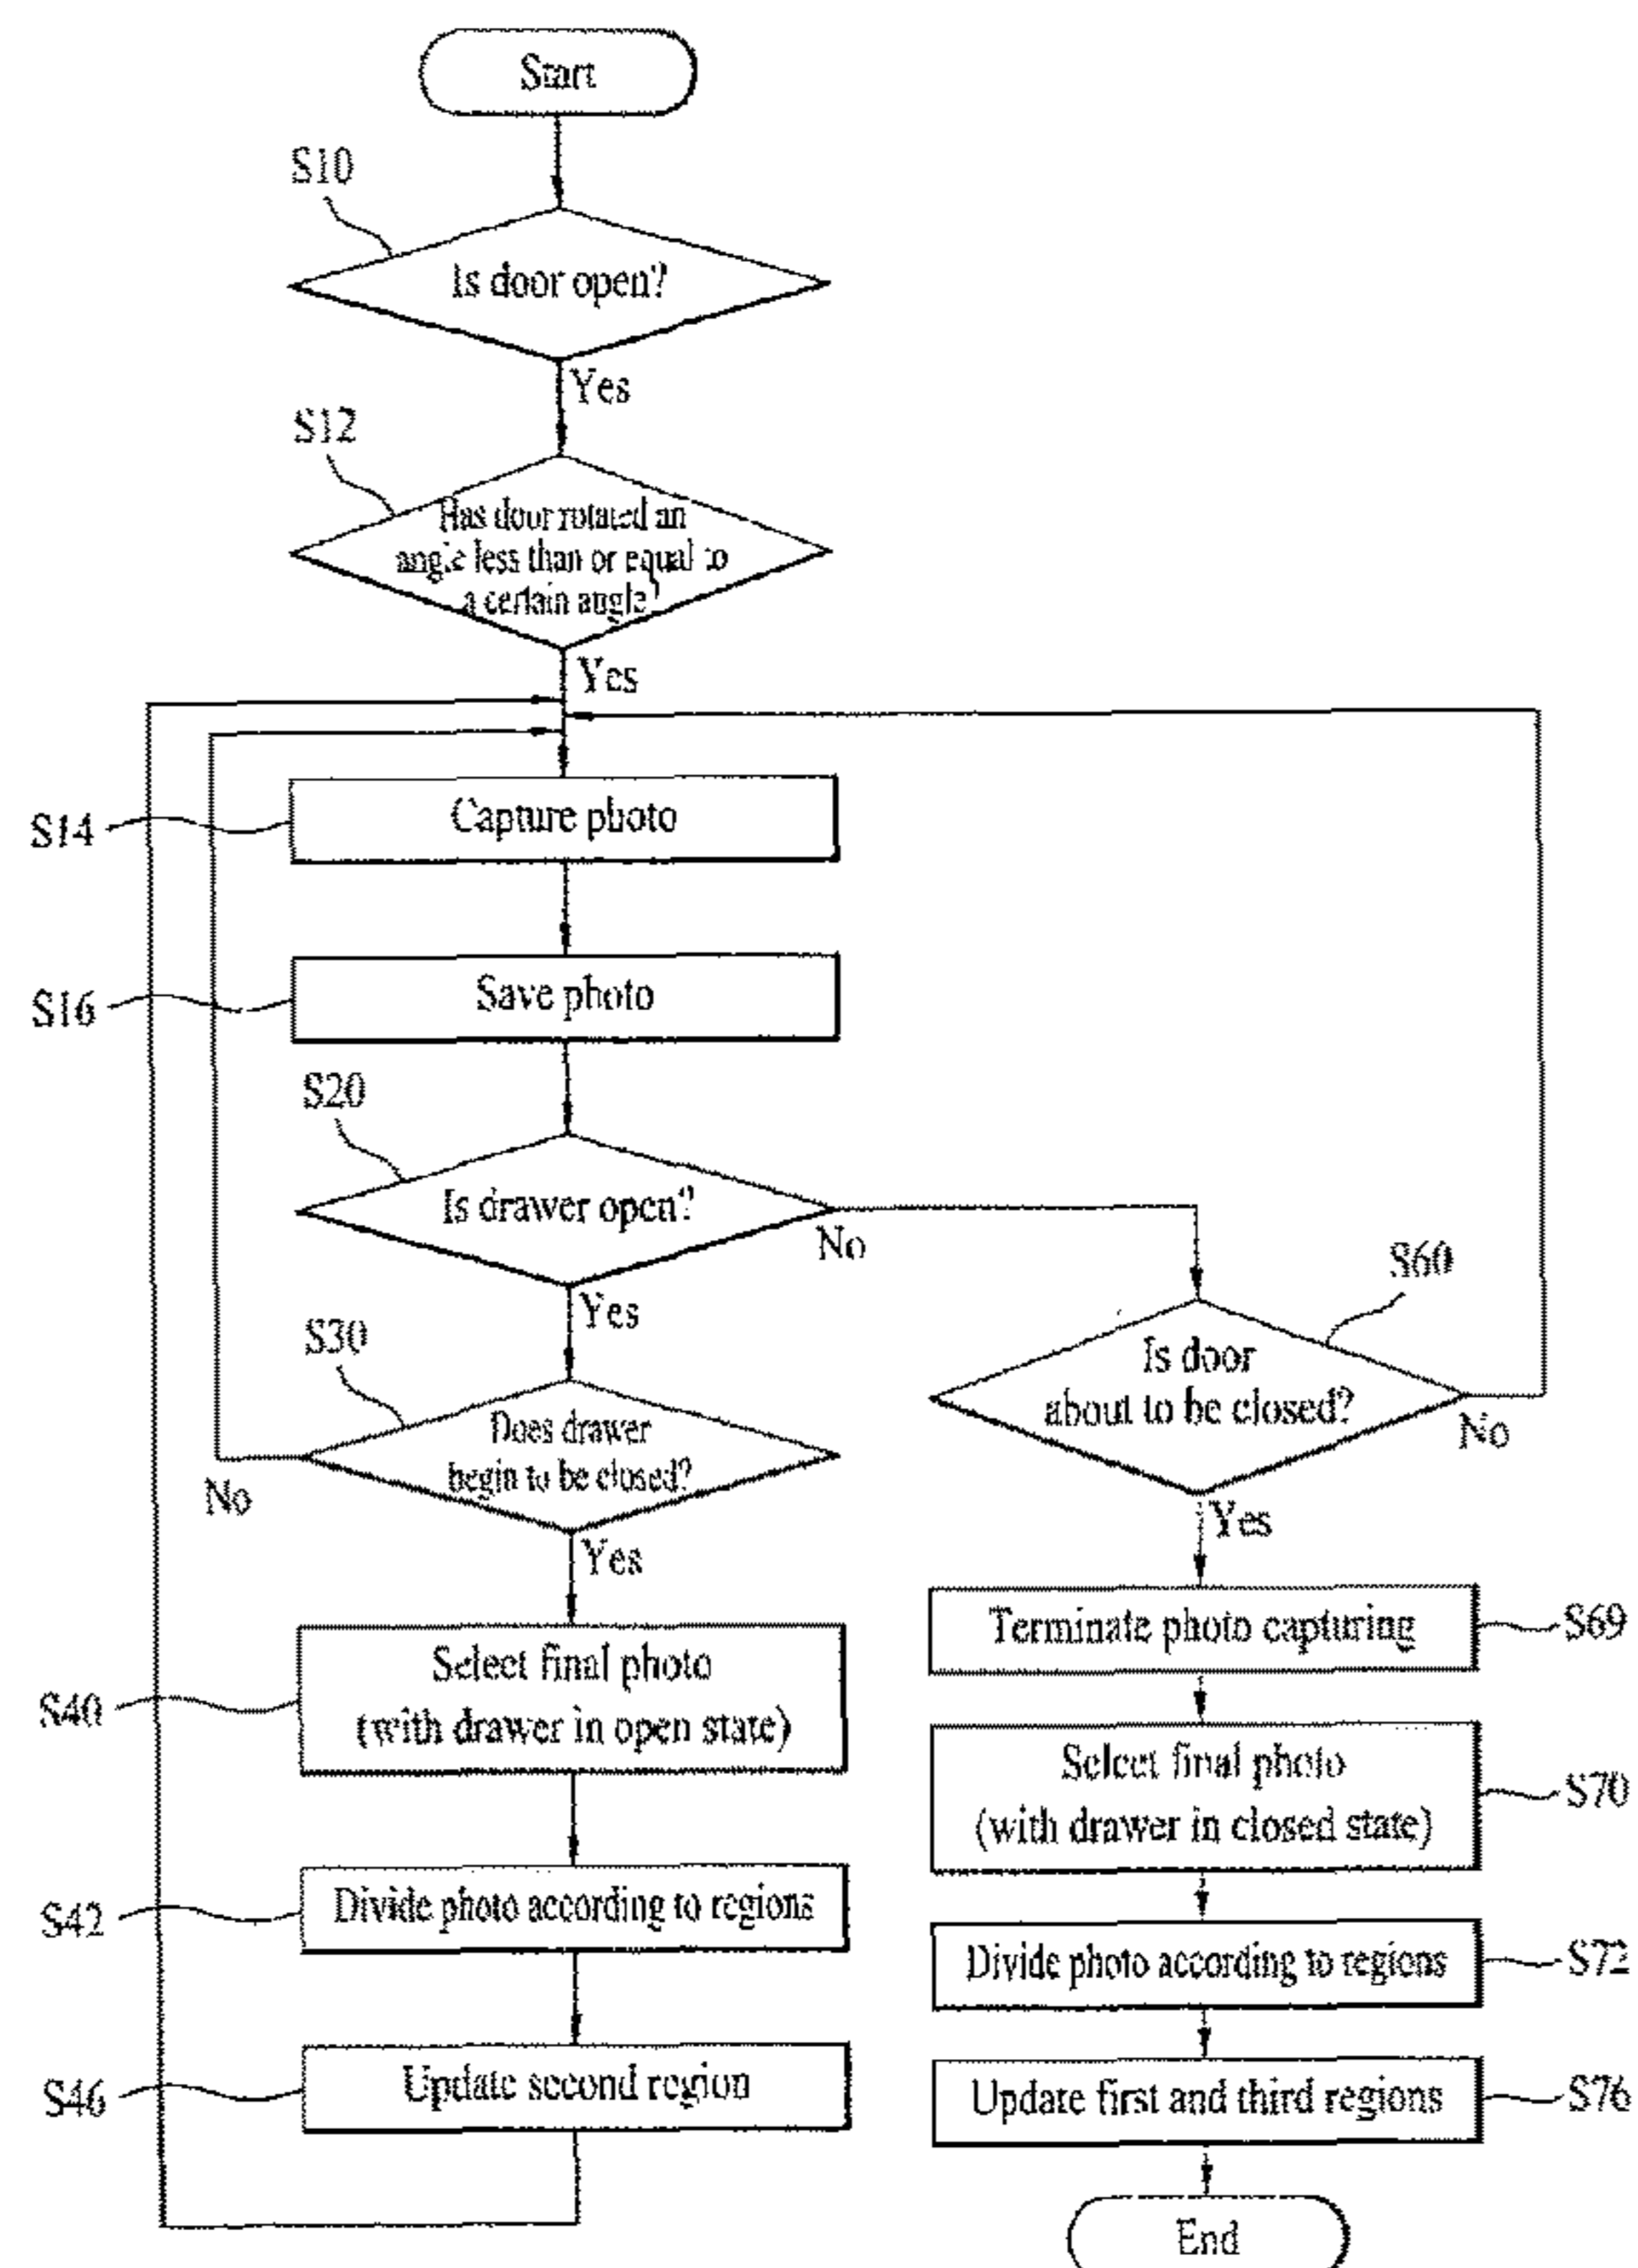 Start
S10
Is door open?
Yes
S12
Has door rotated an
angle less than or equal to
a certain angle?
Yes
S14
Capture photo
S16
Save photo
S20
Is drawer open?
No
Yes
S60
Is door
about to be closed?
No
Yes
S30
Does drawer
begin to be closed?
No
Yes
S40
Select final photo
(with drawer in open state)
S42
Divide photo according to regions
S46
Update second region
Terminate photo capturing
S69
Select final photo
(with drawer in closed state)
S70
Divide photo according to regions
S72
Update first and third regions
S76
End